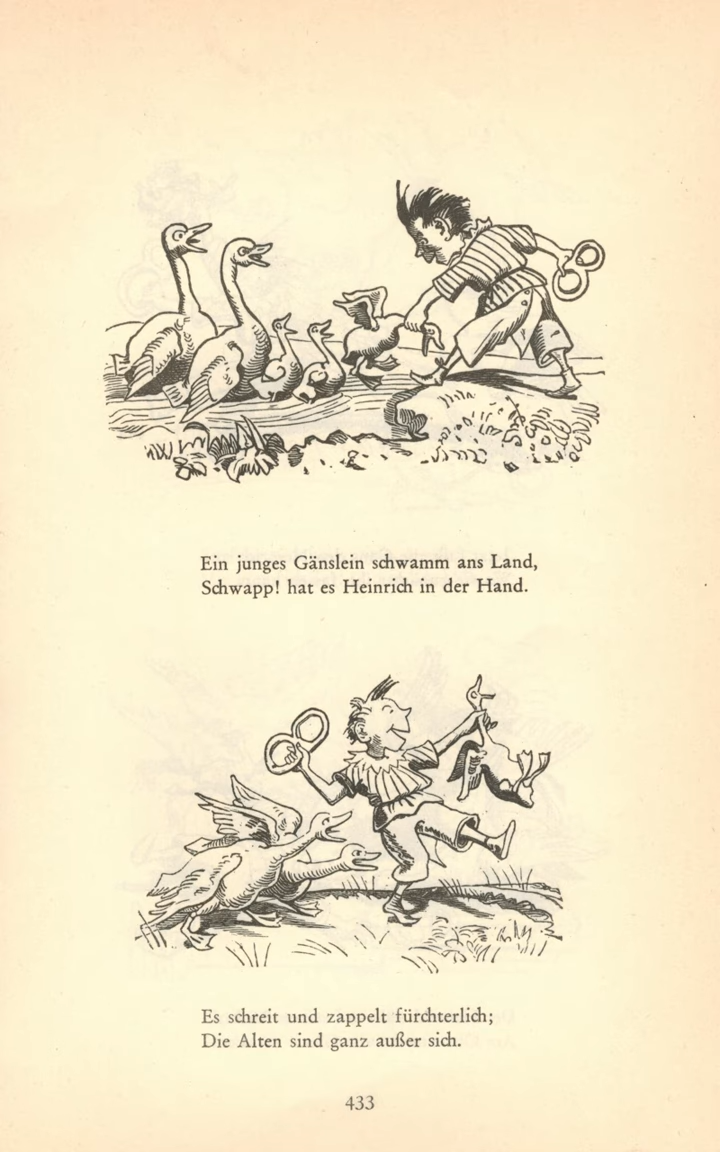 Ein junges Gänslein schwamm ans Land,
Schwapp! hat es Heinrich in der Hand.
Es schreit und zappelt fürchterlich;
Die Alten sind ganz außer sich.
433